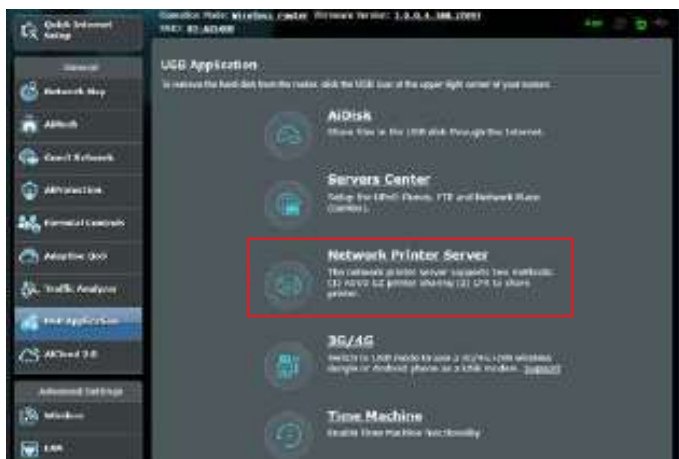 Quick Internet
Setup
Operation Mode: Wireless router Firmware Version:
SSID:
App
General
Network Map
AiMesh
Guest Network
AiProtection
Parental Controls
Adaptive QoS
Traffic Analyzer
USB Application
AiCloud 2.0
Advanced Settings
Wireless
LAN
USB Application
To remove the hard disk from the router, click the USB icon at the upper right corner of your screen.
AiDisk
Share files in the USB disk through the Internet.
Servers Center
Setup the UPnP iTunes, FTP and Network Place
(Samba).
Network Printer Server
The network printer server supports two methods:
(1) ASUS EZ printer sharing (2) LPR to share
printer.
3G/4G
Switch to USB mode to use a 3G/4G USB wireless
dongle or Android phone as a USB modem. Support
Time Machine
Enable Time Machine functionality